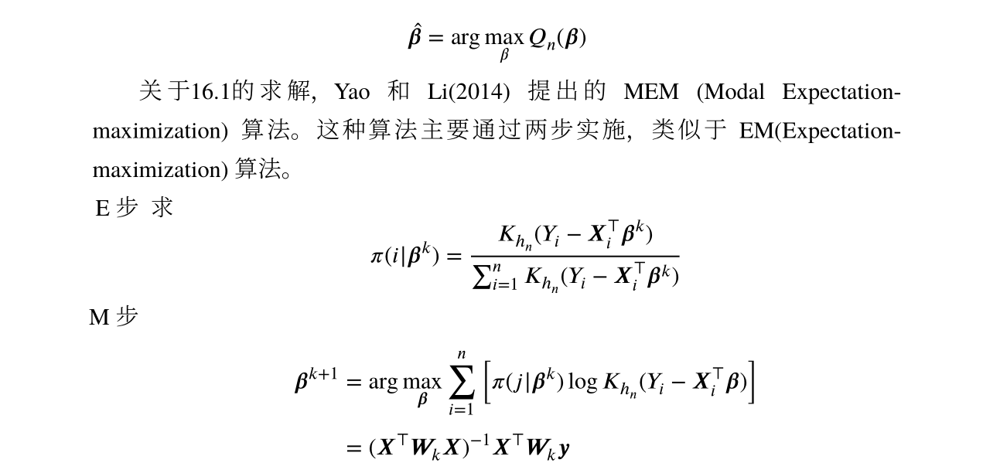 $$\hat{\boldsymbol{\beta}} = \arg\max_{\beta} Q_n(\boldsymbol{\beta})$$
关于16.1的求解, Yao 和 Li(2014) 提出的 MEM (Modal Expectation-
maximization) 算法。这种算法主要通过两步实施, 类似于 EM(Expectation-
maximization) 算法。
E 步 求
$$\pi(i|\boldsymbol{\beta}^k) = \frac{K_{h_n}(Y_i - \boldsymbol{X}_i^\top \boldsymbol{\beta}^k)}{\sum_{i=1}^n K_{h_n}(Y_i - \boldsymbol{X}_i^\top \boldsymbol{\beta}^k)}$$
M 步
$$\boldsymbol{\beta}^{k+1} = \arg\max_{\boldsymbol{\beta}} \sum_{i=1}^n \left[ \pi(j|\boldsymbol{\beta}^k) \log K_{h_n}(Y_i - \boldsymbol{X}_i^\top \boldsymbol{\beta}) \right]$$
$$= (\boldsymbol{X}^\top \boldsymbol{W}_k \boldsymbol{X})^{-1} \boldsymbol{X}^\top \boldsymbol{W}_k \boldsymbol{y}$$